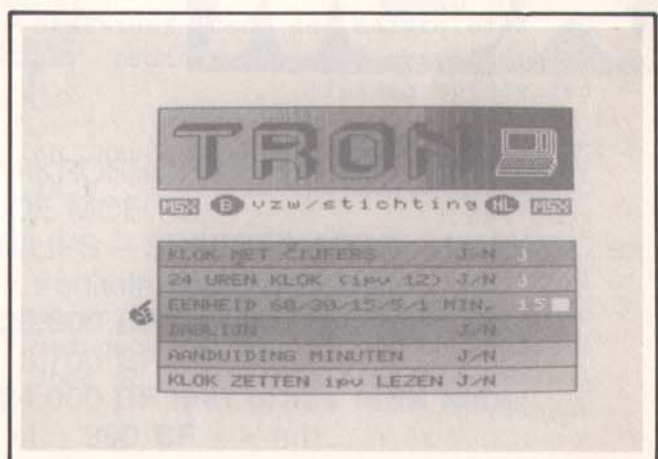 TRON
MSX B vzw/stichting NL MSX
KLOK MET CIJFERS J/N J
24 UREN KLOK (ipv 12) J/N J
EENHEID 60/30/15/5/1 MIN. 15
DAGLIJN J/N
AANDUIDING MINUTEN J/N
KLOK ZETTEN ipv LEZEN J/N